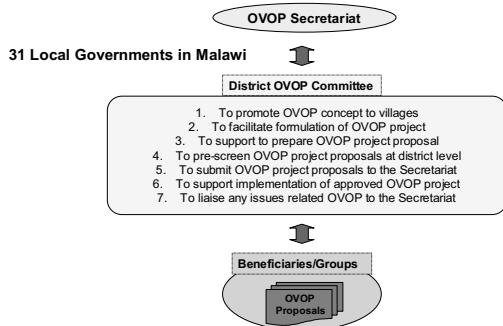 OVOP Secretariat
31 Local Governments in Malawi
District OVOP Committee
1. To promote OVOP concept to villages
2. To facilitate formulation of OVOP project
3. To support to prepare OVOP project proposal
4. To pre-screen OVOP project proposals at district level
5. To submit OVOP project proposals to the Secretariat
6. To support implementation of approved OVOP project
7. To liaise any issues related OVOP to the Secretariat
Beneficiaries/Groups
OVOP
Proposals